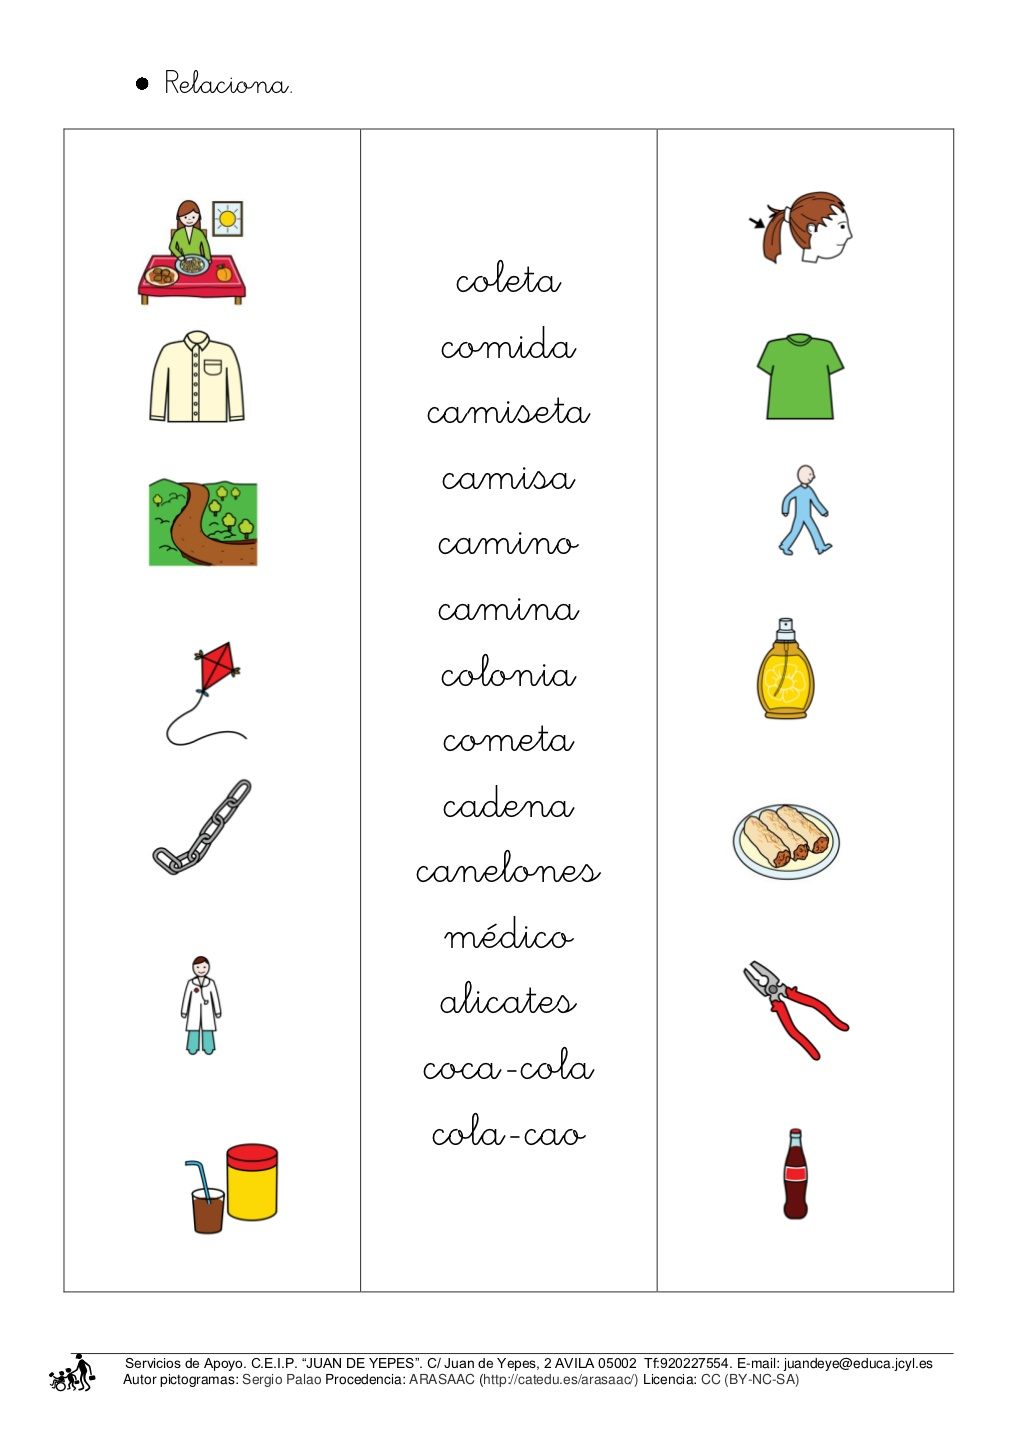 ● Relaciona.
coleta
comida
camiseta
camisa
camino
camina
colonia
cometa
cadena
canelones
médico
alicates
coca-cola
cola-cao
Servicios de Apoyo. C.E.I.P. “JUAN DE YEPES”. C/ Juan de Yepes, 2 AVILA 05002 Tf:920227554. E-mail: juandeye@educa.jcyl.es
Autor pictogramas: Sergio Palao Procedencia: ARASAAC (http://catedu.es/arasaac/) Licencia: CC (BY-NC-SA)